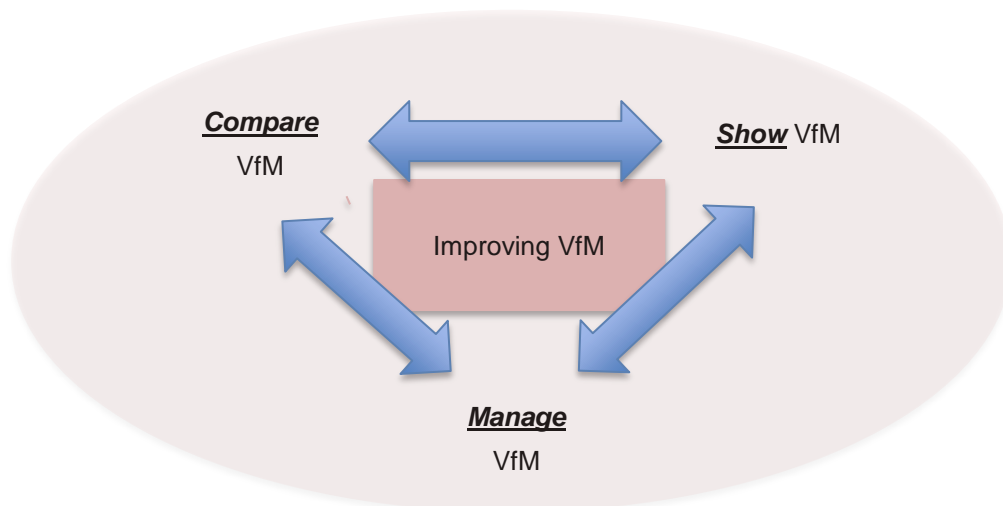 Compare
VfM
Show VfM
Improving VfM
Manage
VfM